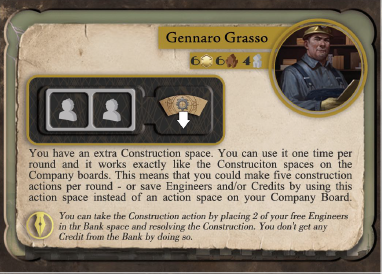 Gennaro Grasso
6 6 4
You have an extra Construction space. You can use it one time per
round and it works exactly like the Construciton spaces on the
Company boards. This means that you could make five construction
actions per round - or save Engineers and/or Credits by using this
action space instead of an action space on your Company Board.
You can take the Construction action by placing 2 of your free Engineers
in the Bank space and resolving the Construction. You don't get any
Credit from the Bank by doing so.